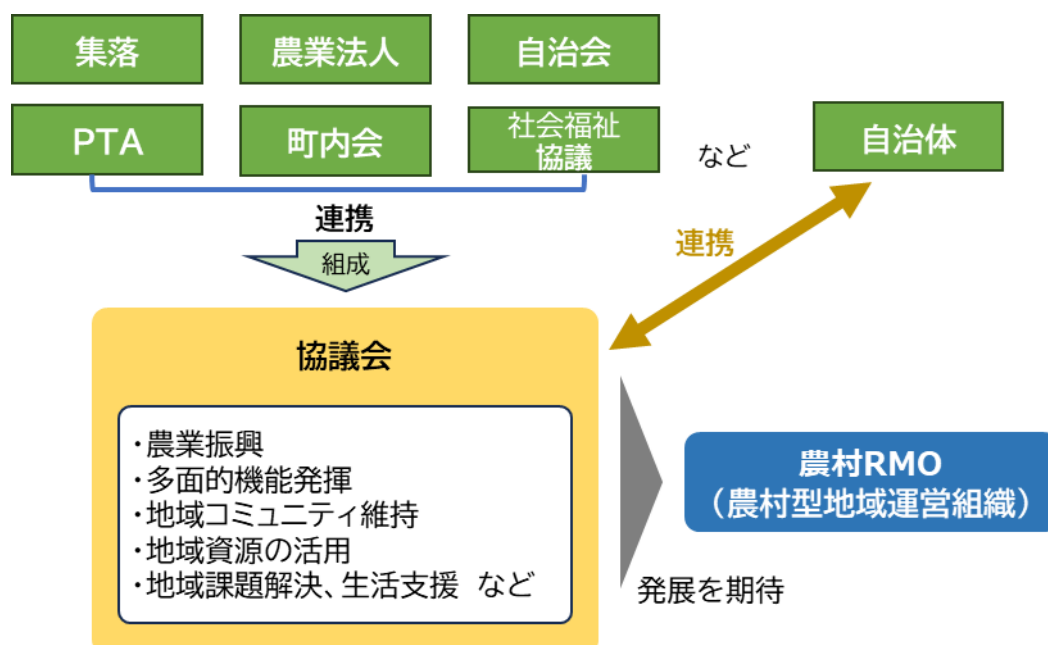 集落
農業法人
自治会
PTA
町内会
社会福祉
協議
など
自治体
連携
組成
連携
協議会
・農業振興
・多面的機能発揮
・地域コミュニティ維持
・地域資源の活用
・地域課題解決、生活支援 など
農村RMO
（農村型地域運営組織）
発展を期待